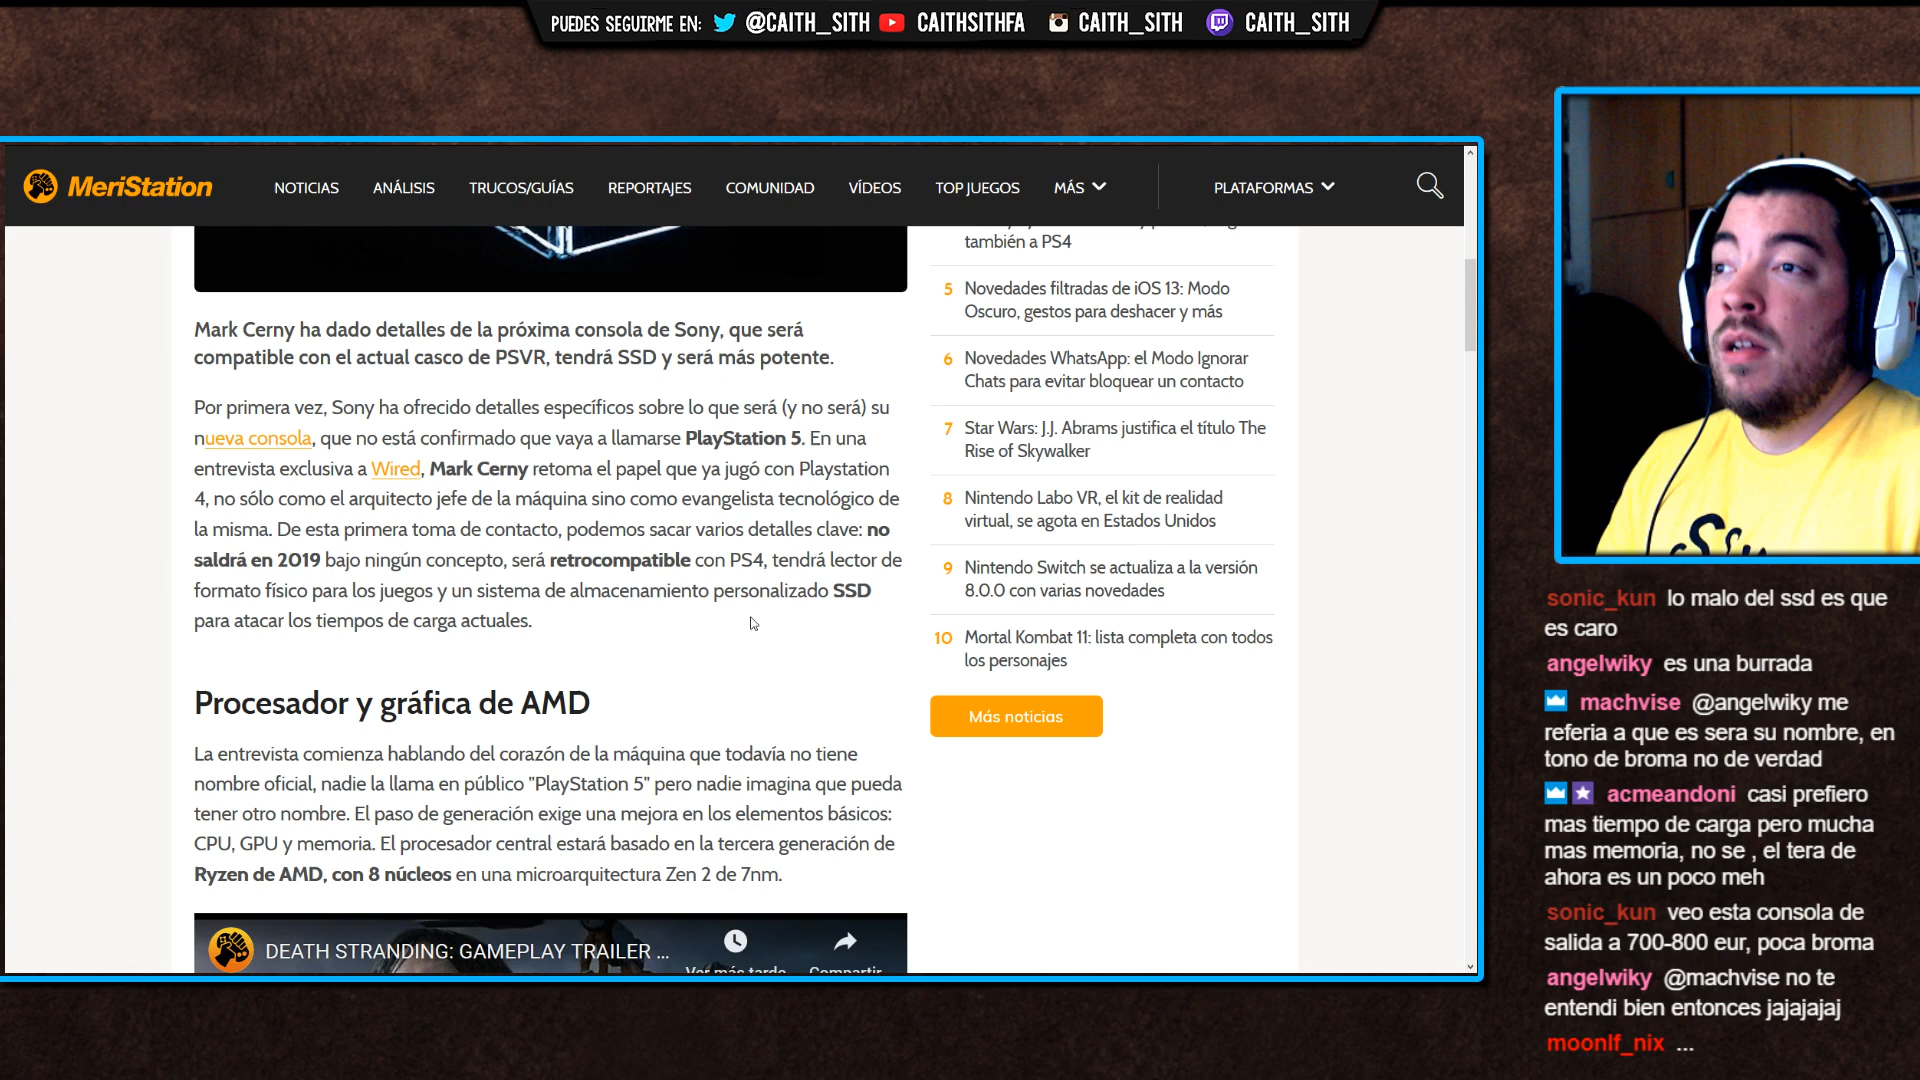 PUEDES SEGUIRME EN: @CAITH_SITH CAITHSITHFA CAITH_SITH CAITH_SITH
MeriStation NOTICIAS ANÁLISIS TRUCOS/GUÍAS REPORTAJES COMUNIDAD VÍDEOS TOP JUEGOS MÁS PLATAFORMAS
Mark Cerny ha dado detalles de la próxima consola de Sony, que será
compatible con el actual casco de PSVR, tendrá SSD y será más potente.
Por primera vez, Sony ha ofrecido detalles específicos sobre lo que será (y no será) su
nueva consola, que no está confirmado que vaya a llamarse PlayStation 5. En una
entrevista exclusiva a Wired, Mark Cerny retoma el papel que ya jugó con Playstation
4, no sólo como el arquitecto jefe de la máquina sino como evangelista tecnológico de
la misma. De esta primera toma de contacto, podemos sacar varios detalles clave: no
saldrá en 2019 bajo ningún concepto, será retrocompatible con PS4, tendrá lector de
formato físico para los juegos y un sistema de almacenamiento personalizado SSD
para atacar los tiempos de carga actuales.
Procesador y gráfica de AMD
La entrevista comienza hablando del corazón de la máquina que todavía no tiene
nombre oficial, nadie la llama en público "PlayStation 5" pero nadie imagina que pueda
tener otro nombre. El paso de generación exige una mejora en los elementos básicos:
CPU, GPU y memoria. El procesador central estará basado en la tercera generación de
Ryzen de AMD, con 8 núcleos en una microarquitectura Zen 2 de 7nm.
DEATH STRANDING: GAMEPLAY TRAILER ...
Ver más tarde Compartir
también a PS4
5 Novedades filtradas de iOS 13: Modo
Oscuro, gestos para deshacer y más
6 Novedades WhatsApp: el Modo Ignorar
Chats para evitar bloquear un contacto
7 Star Wars: J.J. Abrams justifica el título The
Rise of Skywalker
8 Nintendo Labo VR, el kit de realidad
virtual, se agota en Estados Unidos
9 Nintendo Switch se actualiza a la versión
8.0.0 con varias novedades
10 Mortal Kombat 11: lista completa con todos
los personajes
Más noticias
sonic_kun lo malo del ssd es que
es caro
angelwiky es una burrada
machvise @angelwiky me
referia a que es sera su nombre, en
tono de broma no de verdad
acmeandoni casi prefiero
mas tiempo de carga pero mucha
mas memoria, no se , el tera de
ahora es un poco meh
sonic_kun veo esta consola de
salida a 700-800 eur, poca broma
angelwiky @machvise no te
entendi bien entonces jajajajaj
moonlf_nix ...